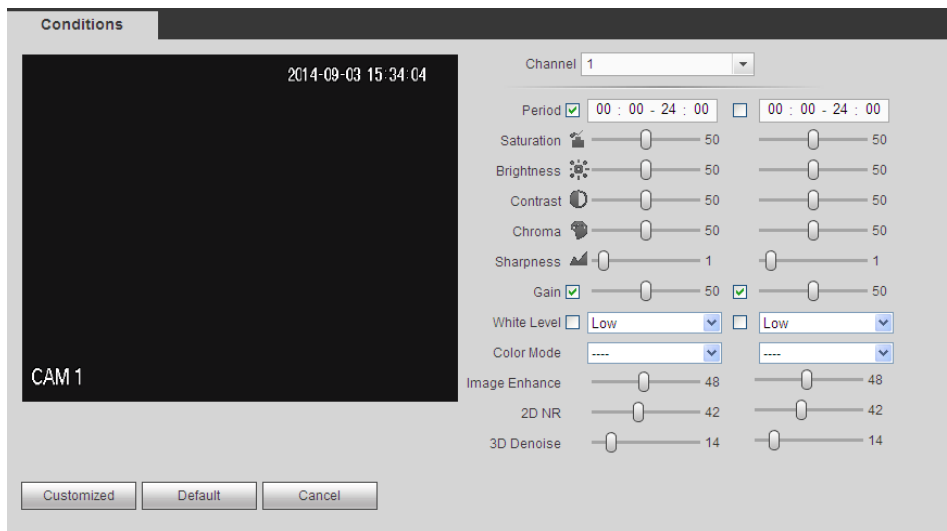 Conditions
2014-09-03 15:34:04
CAM 1
Channel 1
Period 00 : 00 - 24 : 00 00 : 00 - 24 : 00
Saturation 50 50
Brightness 50 50
Contrast 50 50
Chroma 50 50
Sharpness 1 1
Gain 50 50
White Level Low Low
Color Mode ---- ----
Image Enhance 48 48
2D NR 42 42
3D Denoise 14 14
Customized Default Cancel